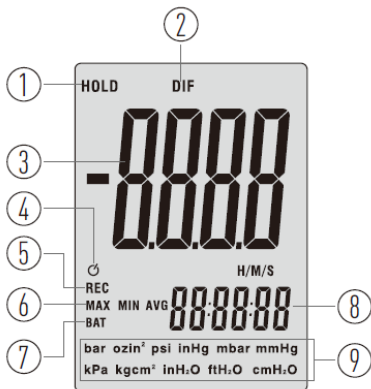 ②
① HOLD DIF
③ -8.8.8.8
④
⑤ H/M/S
REC
⑥ MAX MIN AVG 88:88:88 ⑧
⑦ BAT
bar ozin² psi inHg mbar mmHg
kPa kgcm² inH₂O ftH₂O cmH₂O ⑨